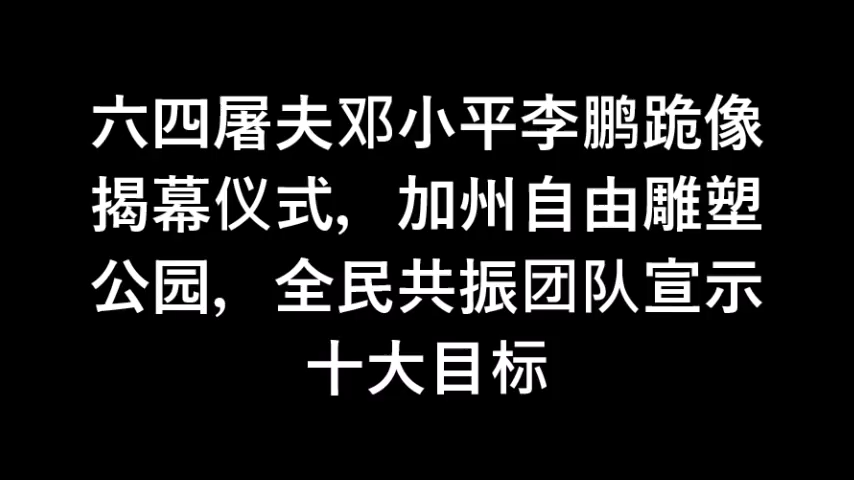 六四屠夫邓小平李鹏跪像
揭幕仪式，加州自由雕塑
公园，全民共振团队宣示
十大目标